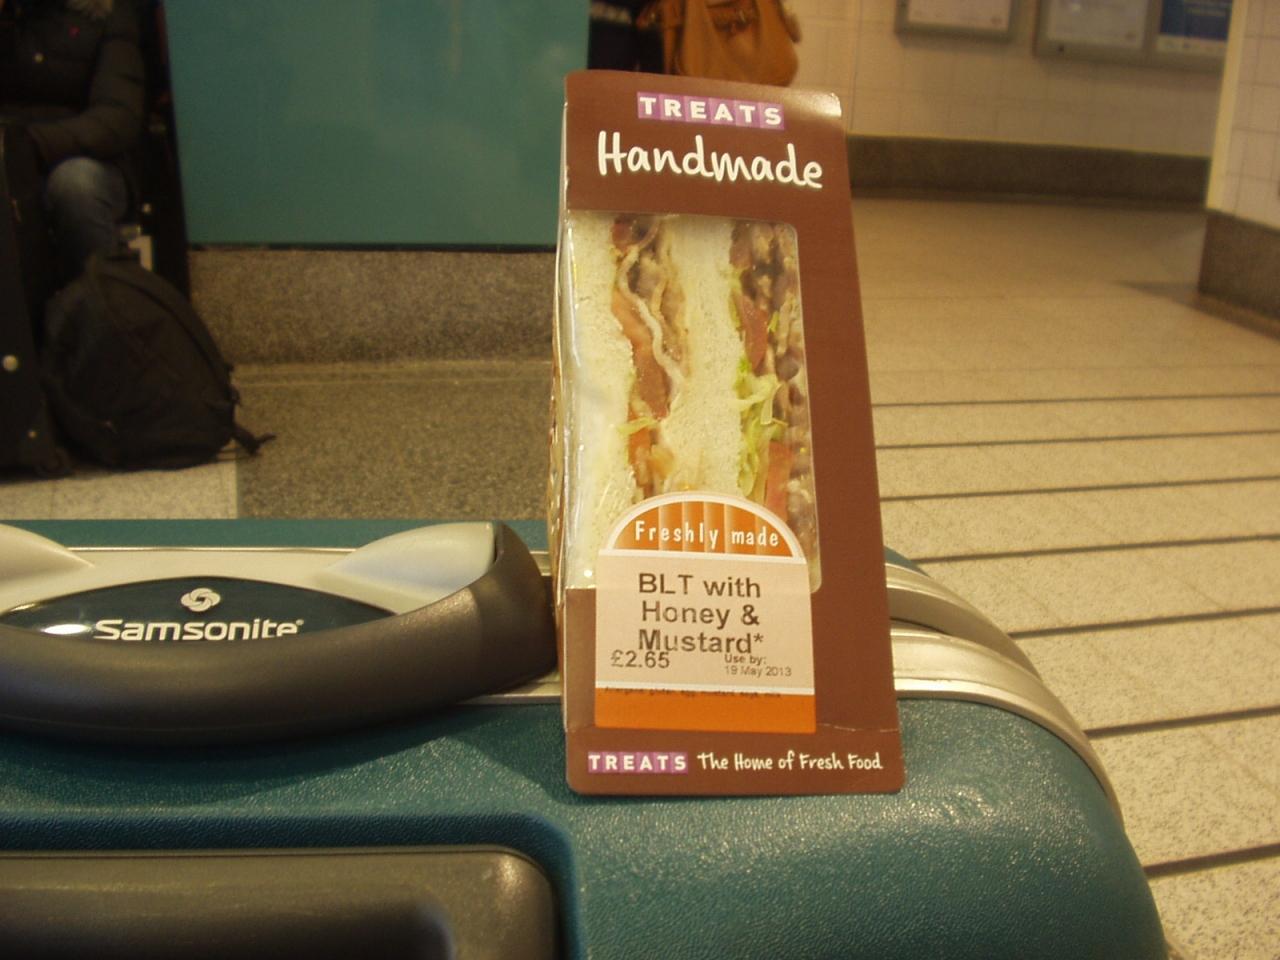 TREATS
Handmade
Freshly made
BLT with
Honey &
Mustard*
£2.65
Use by:
19 May 2013
TREATS The Home of Fresh Food
Samsonite